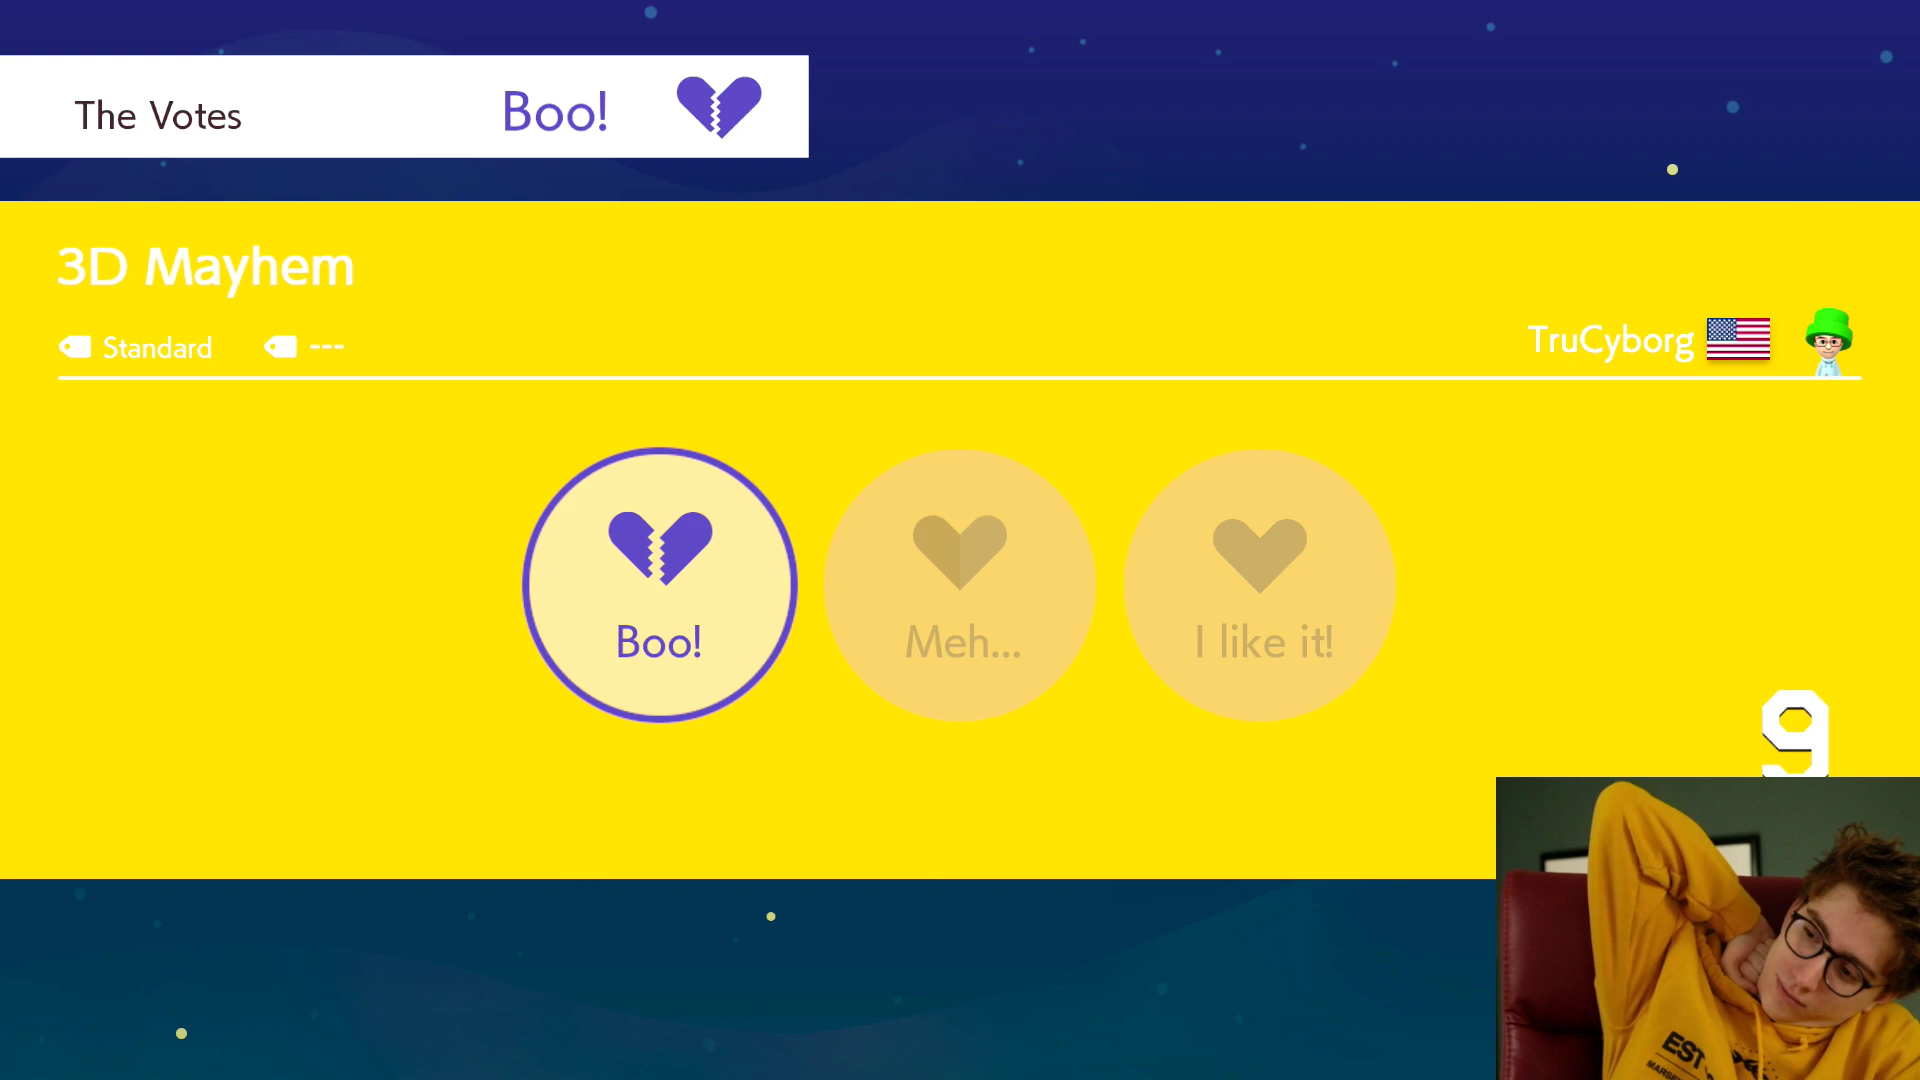 The Votes
Boo!
3D Mayhem
Standard
---
TruCyborg
Boo!
Meh...
I like it!
9
EST